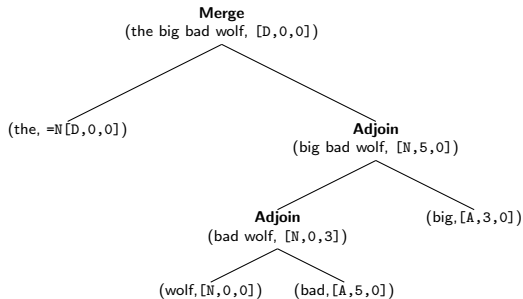 Merge
(the big bad wolf, [D,0,0])
(the, =N[D,0,0])
Adjoin
(big bad wolf, [N,5,0])
Adjoin
(bad wolf, [N,0,3])
(big,[A,3,0])
(wolf,[N,0,0]) (bad,[A,5,0])